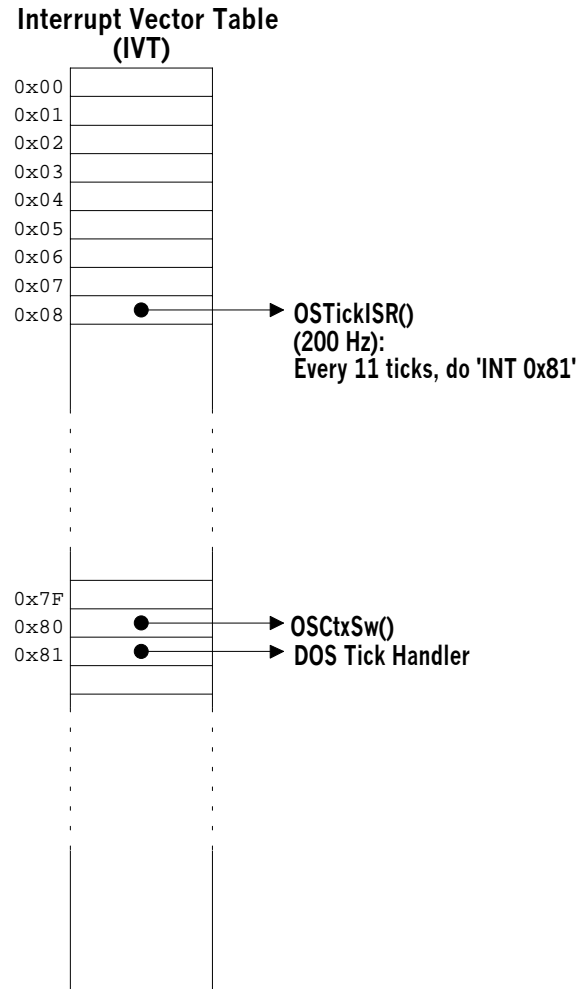 Interrupt Vector Table
(IVT)
0x00
0x01
0x02
0x03
0x04
0x05
0x06
0x07
0x08
OSTickISR()
(200 Hz):
Every 11 ticks, do 'INT 0x81'
0x7F
0x80
OSCtxSw()
0x81
DOS Tick Handler